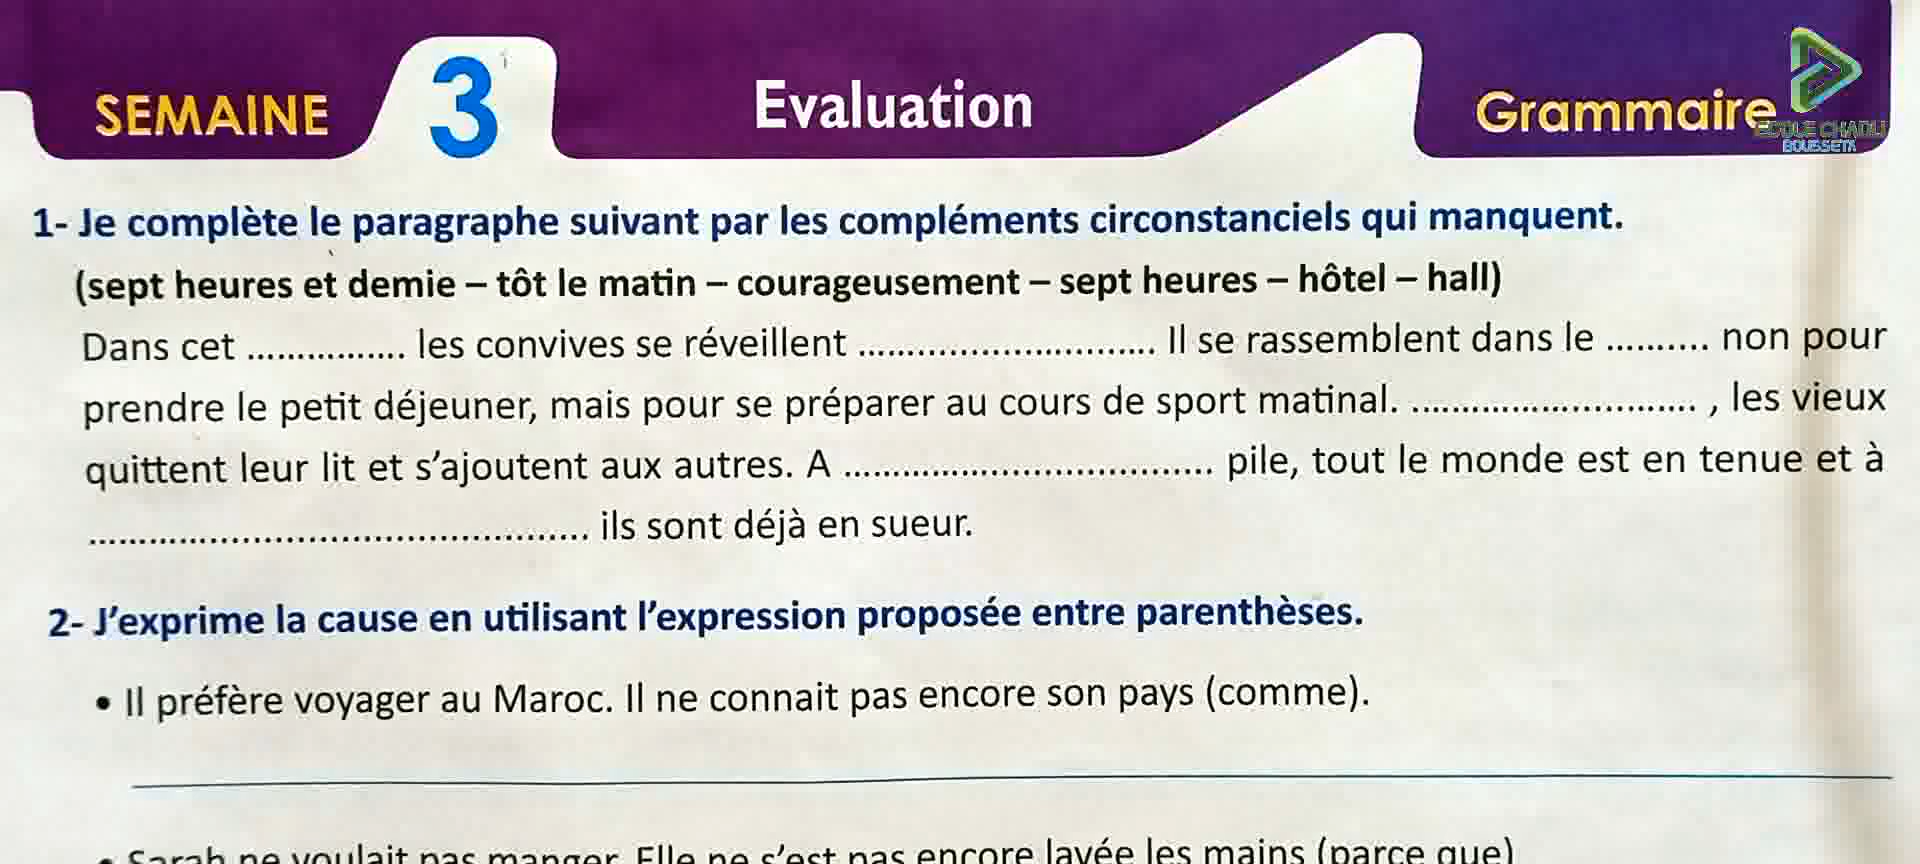 SEMAINE 3 Evaluation Grammaire
ECOLE CHADLI
BOUSSETA
1- Je complète le paragraphe suivant par les compléments circonstanciels qui manquent.
(sept heures et demie – tôt le matin – courageusement – sept heures – hôtel – hall)
Dans cet ................ les convives se réveillent .............................. Il se rassemblent dans le .......... non pour
prendre le petit déjeuner, mais pour se préparer au cours de sport matinal. ............................ , les vieux
quittent leur lit et s'ajoutent aux autres. A ..................................... pile, tout le monde est en tenue et à
.................................................. ils sont déjà en sueur.
2- J'exprime la cause en utilisant l'expression proposée entre parenthèses.
• Il préfère voyager au Maroc. Il ne connait pas encore son pays (comme).
• Sarah ne voulait pas manger. Elle ne s'est pas encore lavée les mains (parce que)